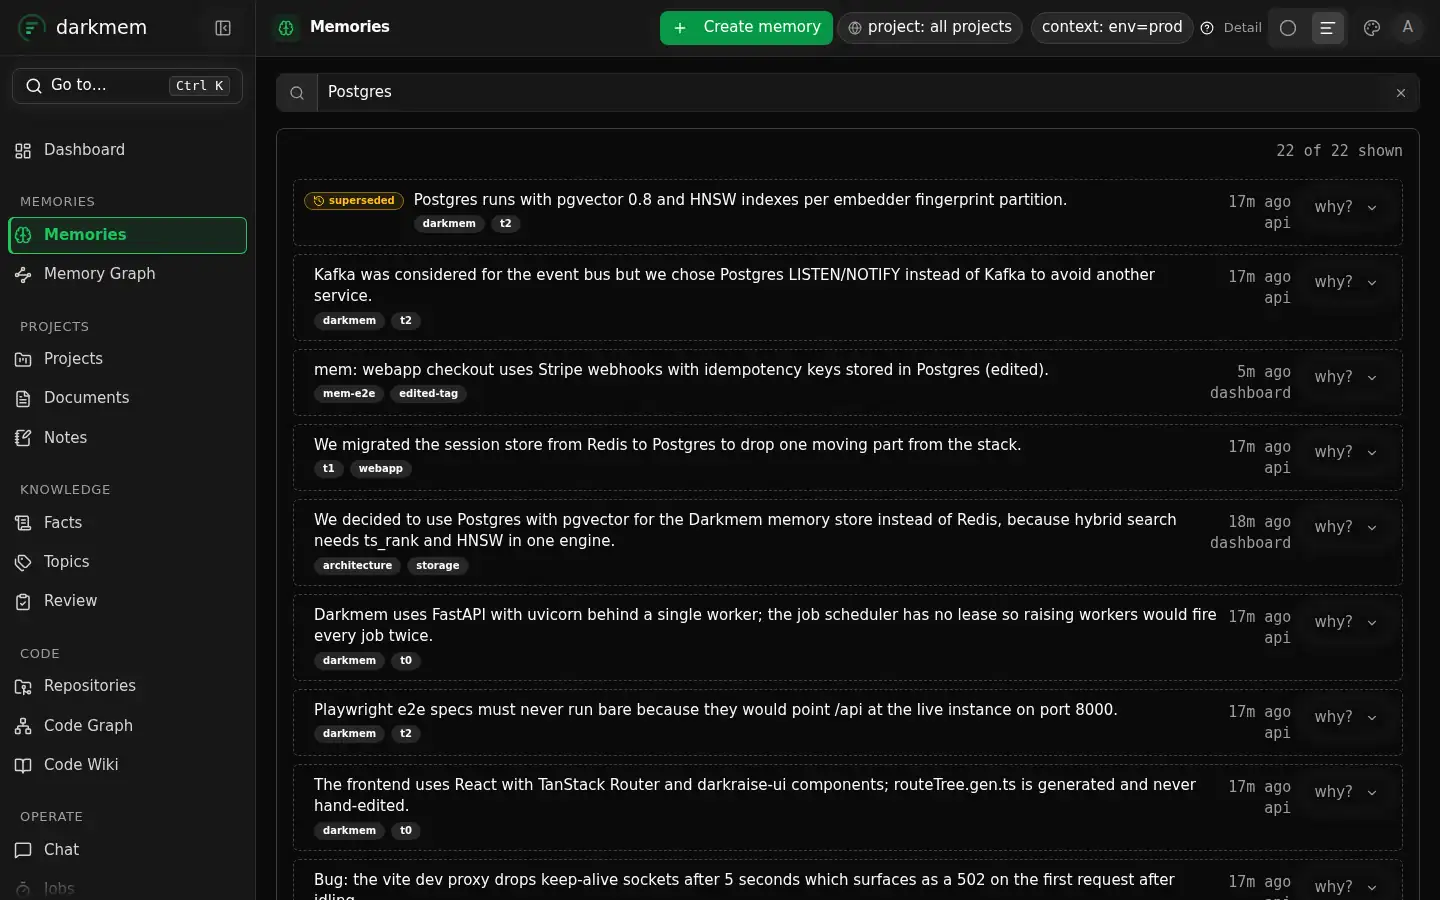 darkmem
Go to...
Ctrl K
Dashboard
MEMORIES
Memories
Memory Graph
PROJECTS
Projects
Documents
Notes
KNOWLEDGE
Facts
Topics
Review
CODE
Repositories
Code Graph
Code Wiki
OPERATE
Chat
Jobs
Memories
+ Create memory
project: all projects
context: env=prod
Detail
A
Postgres
22 of 22 shown
superseded
Postgres runs with pgvector 0.8 and HNSW indexes per embedder fingerprint partition.
darkmem t2
17m ago
api
why?
Kafka was considered for the event bus but we chose Postgres LISTEN/NOTIFY instead of Kafka to avoid another
service.
darkmem t2
17m ago
api
why?
mem: webapp checkout uses Stripe webhooks with idempotency keys stored in Postgres (edited).
mem-e2e edited-tag
5m ago
dashboard
why?
We migrated the session store from Redis to Postgres to drop one moving part from the stack.
t1 webapp
17m ago
api
why?
We decided to use Postgres with pgvector for the Darkmem memory store instead of Redis, because hybrid search
needs ts_rank and HNSW in one engine.
architecture storage
18m ago
dashboard
why?
Darkmem uses FastAPI with uvicorn behind a single worker; the job scheduler has no lease so raising workers would fire
every job twice.
darkmem t0
17m ago
api
why?
Playwright e2e specs must never run bare because they would point /api at the live instance on port 8000.
darkmem t2
17m ago
api
why?
The frontend uses React with TanStack Router and darkraise-ui components; routeTree.gen.ts is generated and never
hand-edited.
darkmem t0
17m ago
api
why?
Bug: the vite dev proxy drops keep-alive sockets after 5 seconds which surfaces as a 502 on the first request after
idling.
17m ago
why?